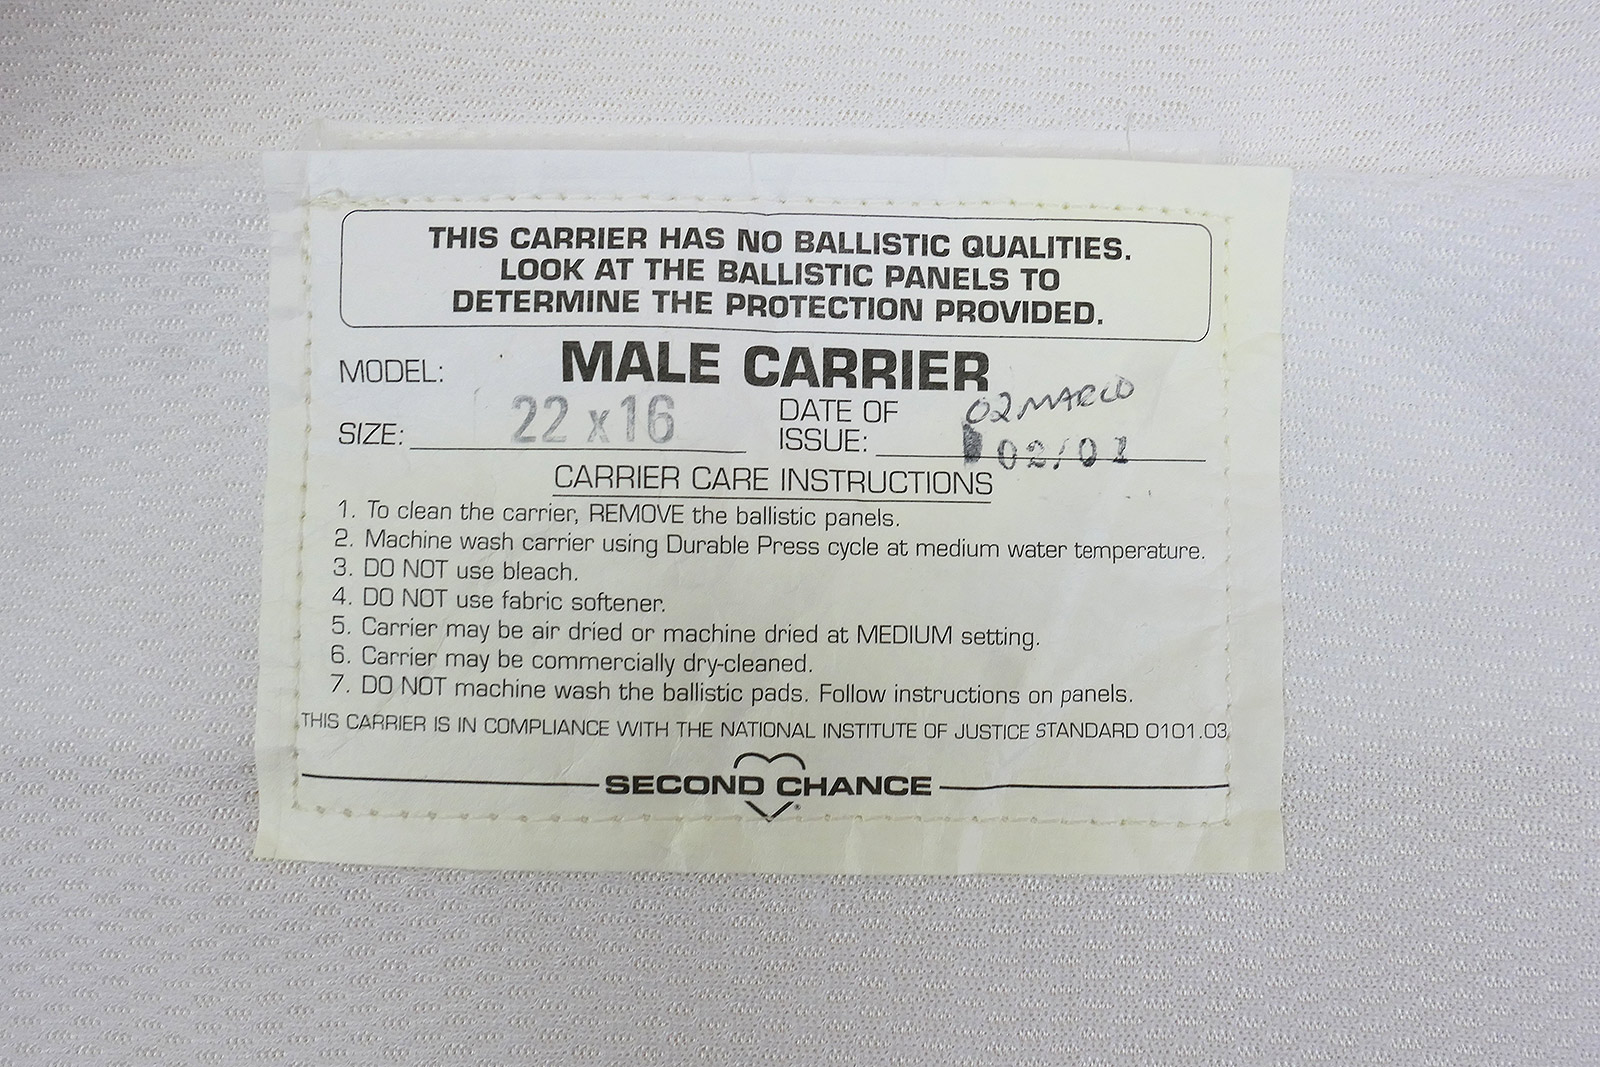 THIS CARRIER HAS NO BALLISTIC QUALITIES.
LOOK AT THE BALLISTIC PANELS TO
DETERMINE THE PROTECTION PROVIDED.
MODEL: MALE CARRIER
SIZE: 22 x 16
DATE OF
ISSUE: 02/01
CARRIER CARE INSTRUCTIONS
1. To clean the carrier, REMOVE the ballistic panels.
2. Machine wash carrier using Durable Press cycle at medium water temperature.
3. DO NOT use bleach.
4. DO NOT use fabric softener.
5. Carrier may be air dried or machine dried at MEDIUM setting.
6. Carrier may be commercially dry-cleaned.
7. DO NOT machine wash the ballistic pads. Follow instructions on panels.
THIS CARRIER IS IN COMPLIANCE WITH THE NATIONAL INSTITUTE OF JUSTICE STANDARD 0101.03
SECOND CHANCE®